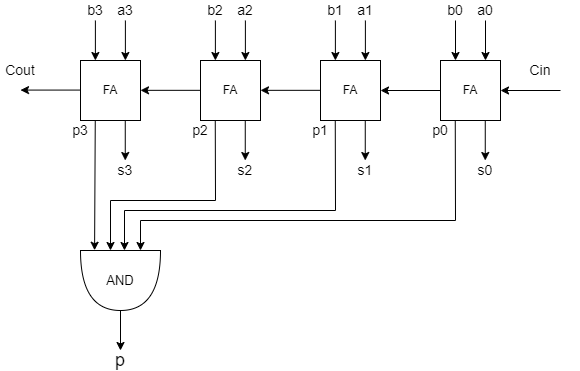 b3 a3 b2 a2 b1 a1 b0 a0
Cout Cin
FA FA FA FA
p3 p2 p1 p0
s3 s2 s1 s0
AND
p